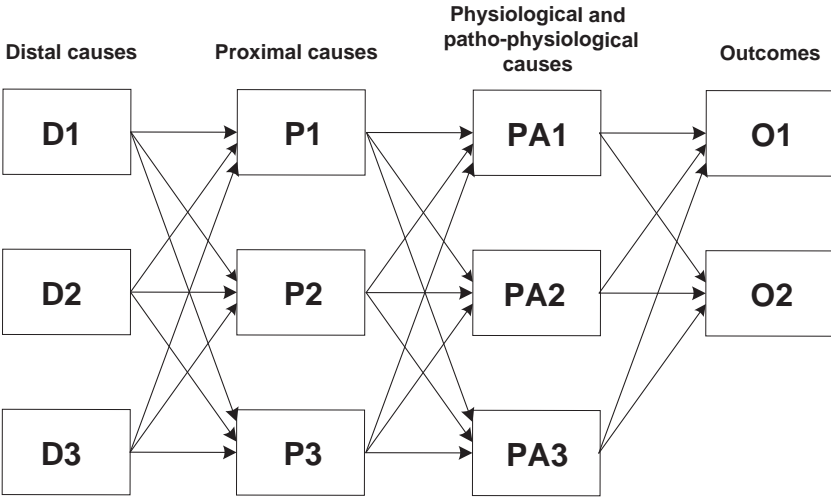 Distal causes
Proximal causes
Physiological and
patho-physiological
causes
Outcomes
D1
P1
PA1
O1
D2
P2
PA2
O2
D3
P3
PA3